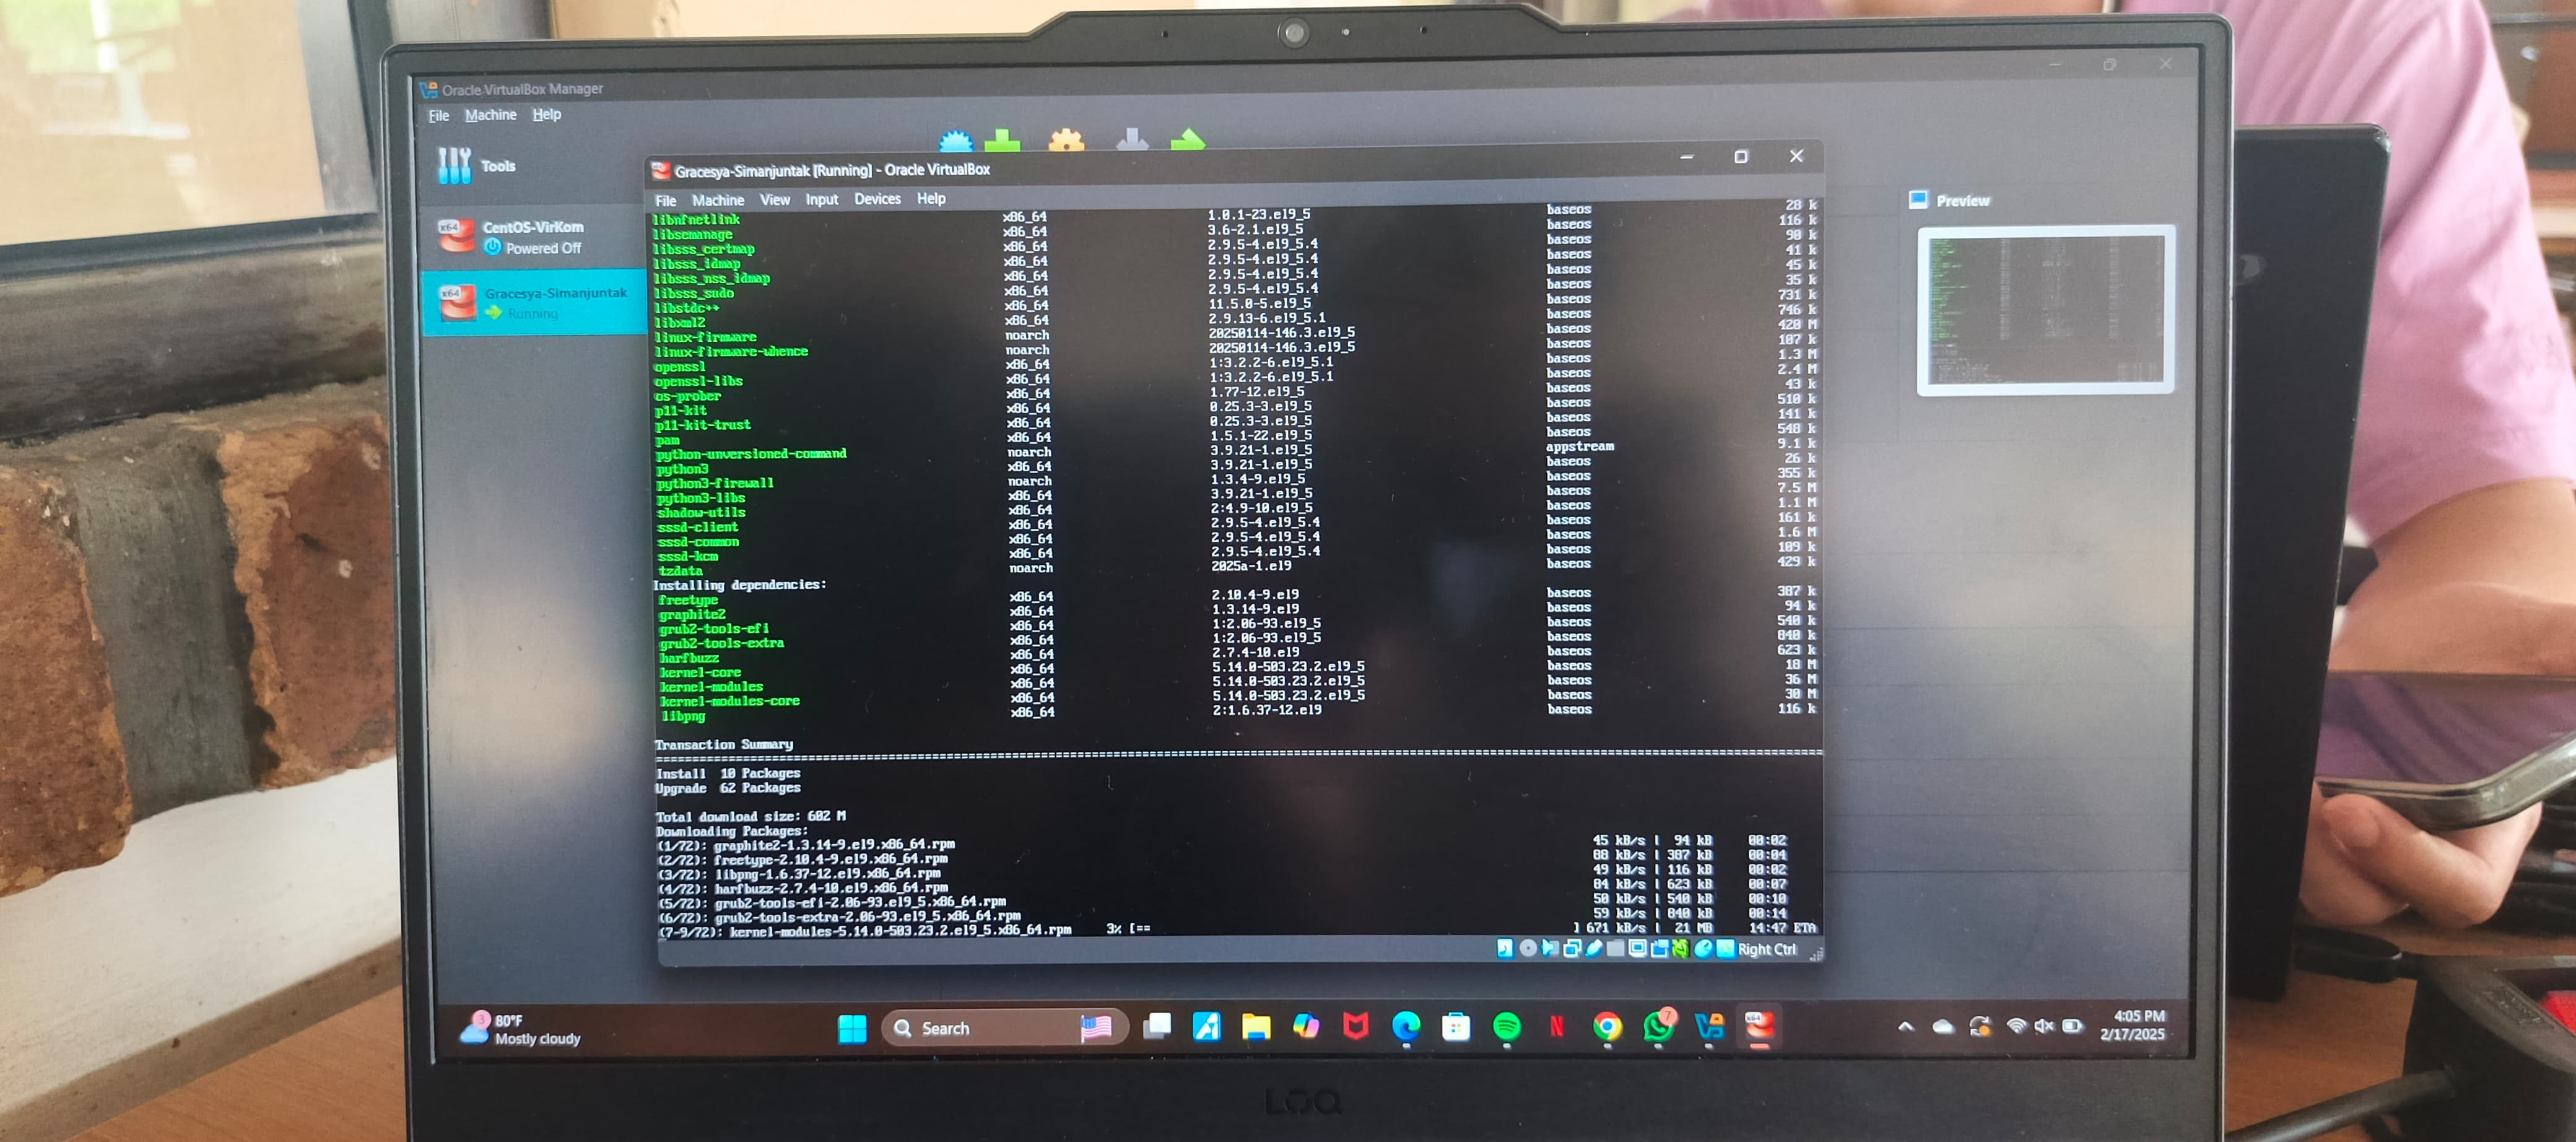 Oracle VirtualBox Manager
File Machine Help
Tools
x64 CentOS-VirKom
Powered Off
x64 Gracesya-Simanjuntak
Running
Preview
Gracesya-Simanjuntak [Running] - Oracle VirtualBox
File Machine View Input Devices Help
libnfnetlink x86_64 1.0.1-23.el9_5 baseos 28 k
libsemanage x86_64 3.6-2.1.el9_5 baseos 116 k
libsss_certmap x86_64 2.9.5-4.el9_5.4 baseos 90 k
libsss_idmap x86_64 2.9.5-4.el9_5.4 baseos 41 k
libsss_nss_idmap x86_64 2.9.5-4.el9_5.4 baseos 45 k
libsss_sudo x86_64 2.9.5-4.el9_5.4 baseos 35 k
libstdc++ x86_64 11.5.0-5.el9_5 baseos 731 k
libxml2 x86_64 2.9.13-6.el9_5.1 baseos 746 k
linux-firmware noarch 20250114-146.3.el9_5 baseos 420 M
linux-firmware-whence noarch 20250114-146.3.el9_5 baseos 107 k
openssl x86_64 1:3.2.2-6.el9_5.1 baseos 1.3 M
openssl-libs x86_64 1:3.2.2-6.el9_5.1 baseos 2.4 M
os-prober x86_64 1.77-12.el9_5 baseos 43 k
p11-kit x86_64 0.25.3-3.el9_5 baseos 510 k
p11-kit-trust x86_64 0.25.3-3.el9_5 baseos 141 k
pam x86_64 1.5.1-22.el9_5 baseos 548 k
python-unversioned-command noarch 3.9.21-1.el9_5 appstream 9.1 k
python3 x86_64 3.9.21-1.el9_5 baseos 26 k
python3-firewall noarch 1.3.4-9.el9_5 baseos 355 k
python3-libs x86_64 3.9.21-1.el9_5 baseos 7.5 M
shadow-utils x86_64 2:4.9-10.el9_5 baseos 1.1 M
sssd-client x86_64 2.9.5-4.el9_5.4 baseos 161 k
sssd-common x86_64 2.9.5-4.el9_5.4 baseos 1.6 M
sssd-kcm x86_64 2.9.5-4.el9_5.4 baseos 109 k
tzdata noarch 2025a-1.el9 baseos 429 k
Installing dependencies:
freetype x86_64 2.10.4-9.el9 baseos 387 k
graphite2 x86_64 1.3.14-9.el9 baseos 94 k
grub2-tools-efi x86_64 1:2.06-93.el9_5 baseos 540 k
grub2-tools-extra x86_64 1:2.06-93.el9_5 baseos 840 k
harfbuzz x86_64 2.7.4-10.el9 baseos 623 k
kernel-core x86_64 5.14.0-503.23.2.el9_5 baseos 18 M
kernel-modules x86_64 5.14.0-503.23.2.el9_5 baseos 36 M
kernel-modules-core x86_64 5.14.0-503.23.2.el9_5 baseos 30 M
libpng x86_64 2:1.6.37-12.el9 baseos 116 k
Transaction Summary
Install 10 Packages
Upgrade 62 Packages
Total download size: 602 M
Downloading Packages:
(1/72): graphite2-1.3.14-9.el9.x86_64.rpm 45 kB/s | 94 kB 00:02
(2/72): freetype-2.10.4-9.el9.x86_64.rpm 88 kB/s | 387 kB 00:04
(3/72): libpng-1.6.37-12.el9.x86_64.rpm 49 kB/s | 116 kB 00:02
(4/72): harfbuzz-2.7.4-10.el9.x86_64.rpm 84 kB/s | 623 kB 00:07
(5/72): grub2-tools-efi-2.06-93.el9_5.x86_64.rpm 50 kB/s | 540 kB 00:10
(6/72): grub2-tools-extra-2.06-93.el9_5.x86_64.rpm 59 kB/s | 840 kB 00:14
(7-9/72): kernel-modules-5.14.0-503.23.2.el9_5.x86_64.rpm 3% [== ] 671 kB/s | 21 MB 14:47 ETA
Right Ctrl
3 80°F
Mostly cloudy
Search
7
x64
4:05 PM
2/17/2025
LOQ